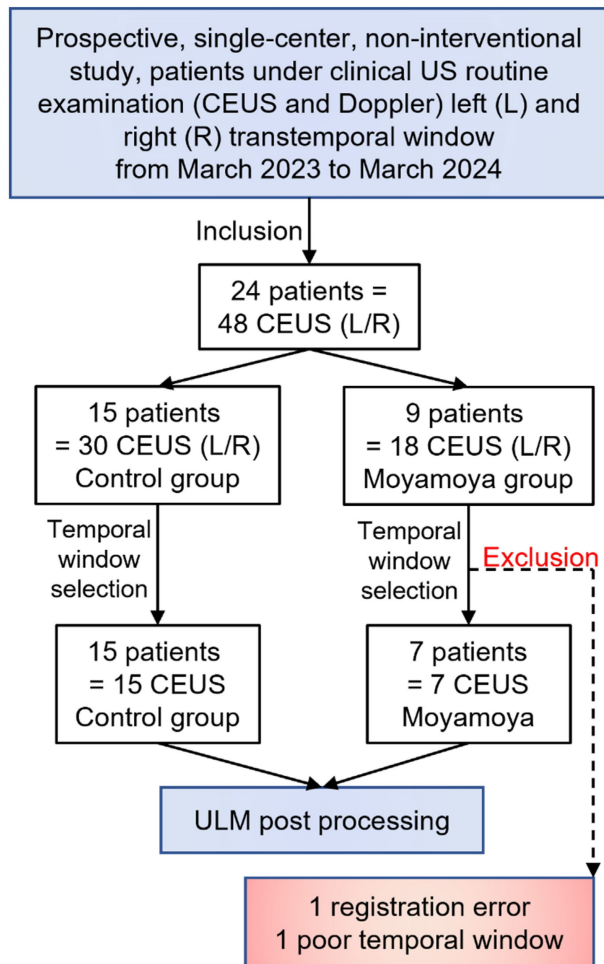 Prospective, single-center, non-interventional
study, patients under clinical US routine
examination (CEUS and Doppler) left (L) and
right (R) transtemporal window
from March 2023 to March 2024
Inclusion
24 patients =
48 CEUS (L/R)
15 patients
= 30 CEUS (L/R)
Control group
9 patients
= 18 CEUS (L/R)
Moyamoya group
Temporal
window
selection
Temporal
window
selection
Exclusion
15 patients
= 15 CEUS
Control group
7 patients
= 7 CEUS
Moyamoya
ULM post processing
1 registration error
1 poor temporal window